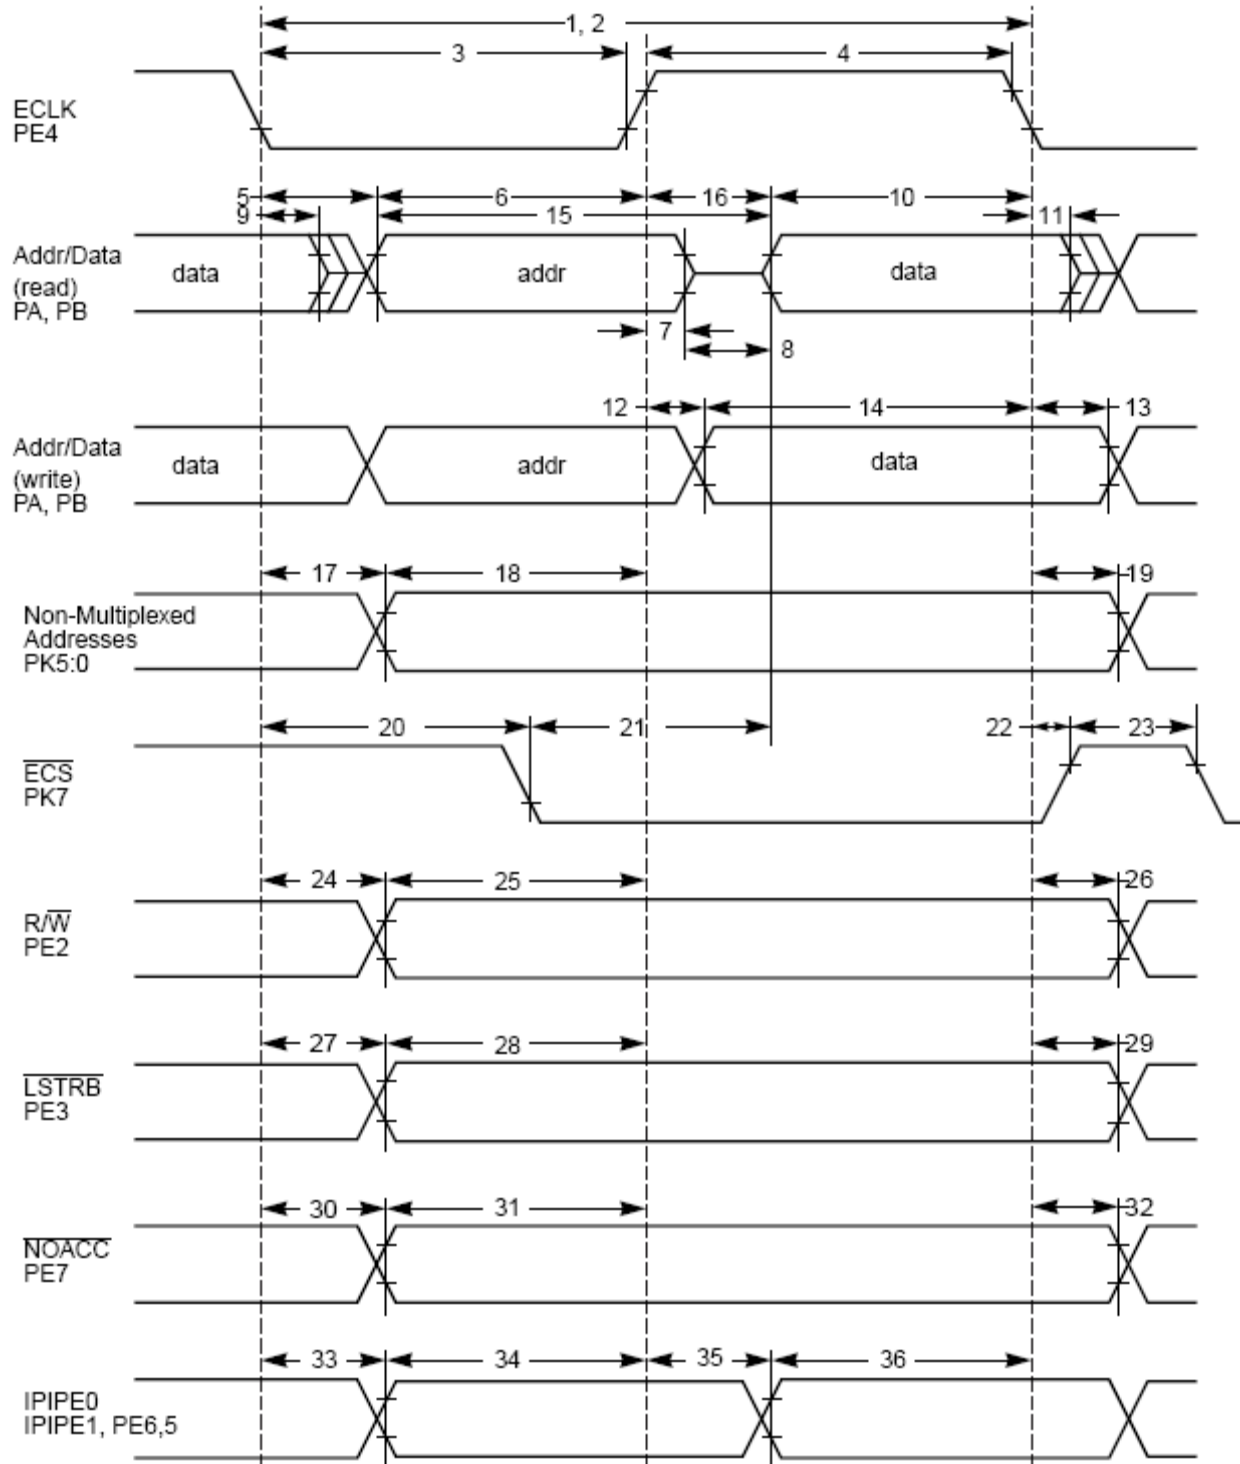 1, 2
3
4
ECLK
PE4
5
6
16
10
9
15
11
Addr/Data
(read)
PA, PB
data
addr
data
7
8
12
14
13
Addr/Data
(write)
PA, PB
data
addr
data
17
18
19
Non-Multiplexed
Addresses
PK5:0
20
21
22
23
ECS
PK7
24
25
26
R/W
PE2
27
28
29
LSTRB
PE3
30
31
32
NOACC
PE7
33
34
35
36
IPIPE0
IPIPE1, PE6,5